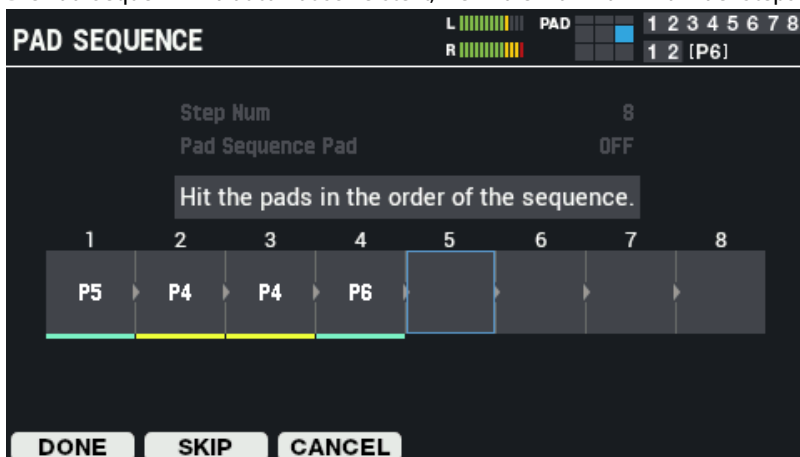 PAD SEQUENCE
L
R
PAD
1 2 3 4 5 6 7 8
1 2 [P6]
Step Num 8
Pad Sequence Pad OFF
Hit the pads in the order of the sequence.
1 2 3 4 5 6 7 8
P5 P4 P4 P6
DONE SKIP CANCEL